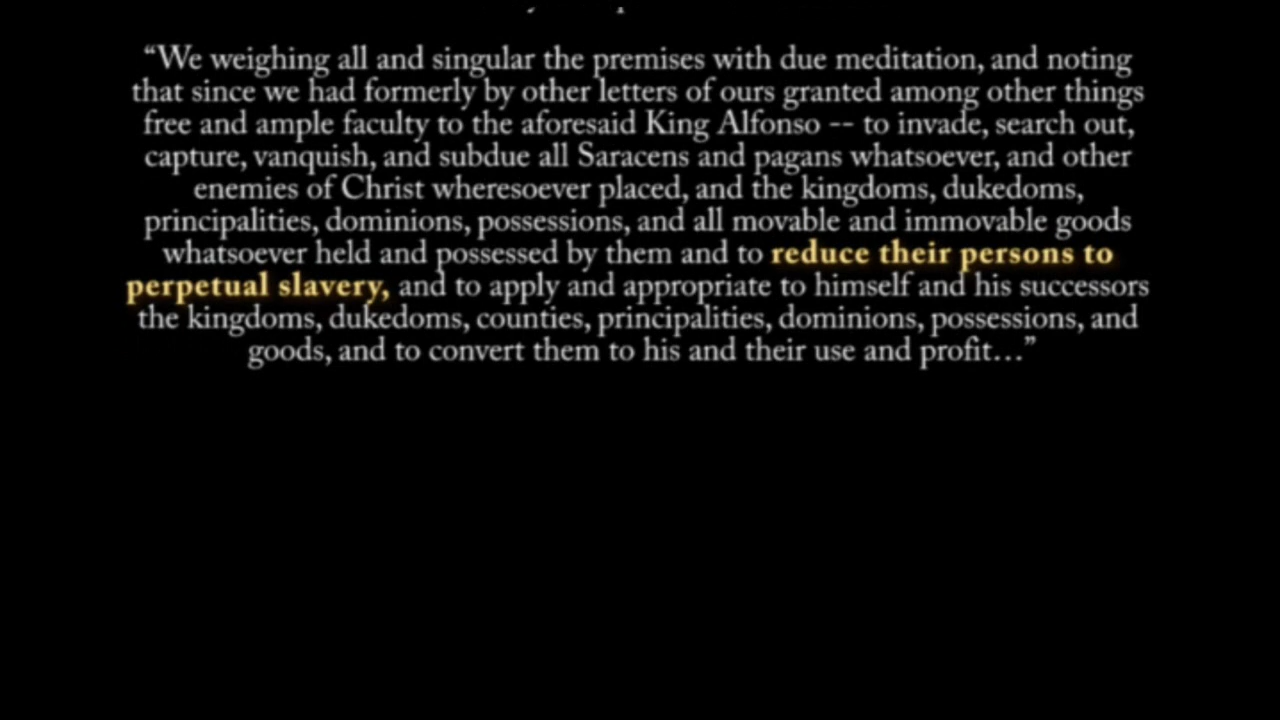 “We weighing all and singular the premises with due meditation, and noting
that since we had formerly by other letters of ours granted among other things
free and ample faculty to the aforesaid King Alfonso -- to invade, search out,
capture, vanquish, and subdue all Saracens and pagans whatsoever, and other
enemies of Christ wheresoever placed, and the kingdoms, dukedoms,
principalities, dominions, possessions, and all movable and immovable goods
whatsoever held and possessed by them and to reduce their persons to
perpetual slavery, and to apply and appropriate to himself and his successors
the kingdoms, dukedoms, counties, principalities, dominions, possessions, and
goods, and to convert them to his and their use and profit…”